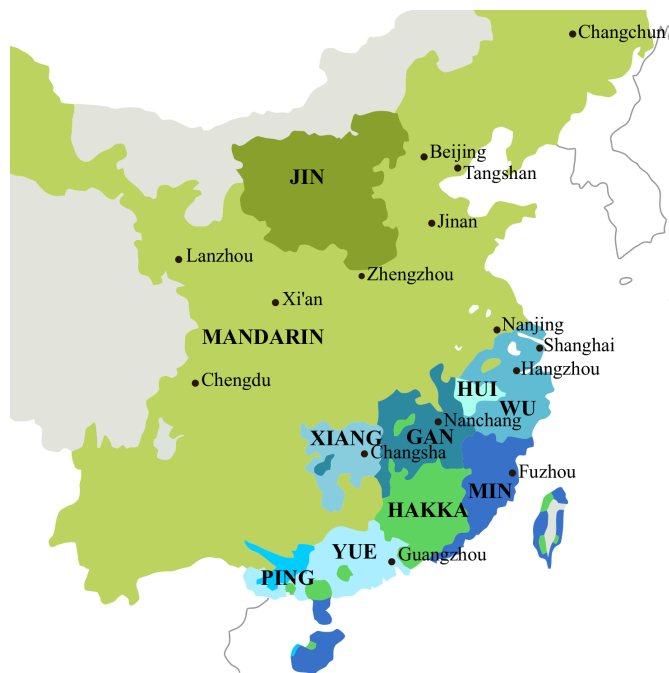 Changchun
Beijing
Tangshan
JIN
Jinan
Lanzhou
Zhengzhou
Xi'an
Nanjing
MANDARIN
Shanghai
Hangzhou
Chengdu
HUI
WU
Nanchang
XIANG
GAN
Changsha
Fuzhou
MIN
HAKKA
YUE
Guangzhou
PING